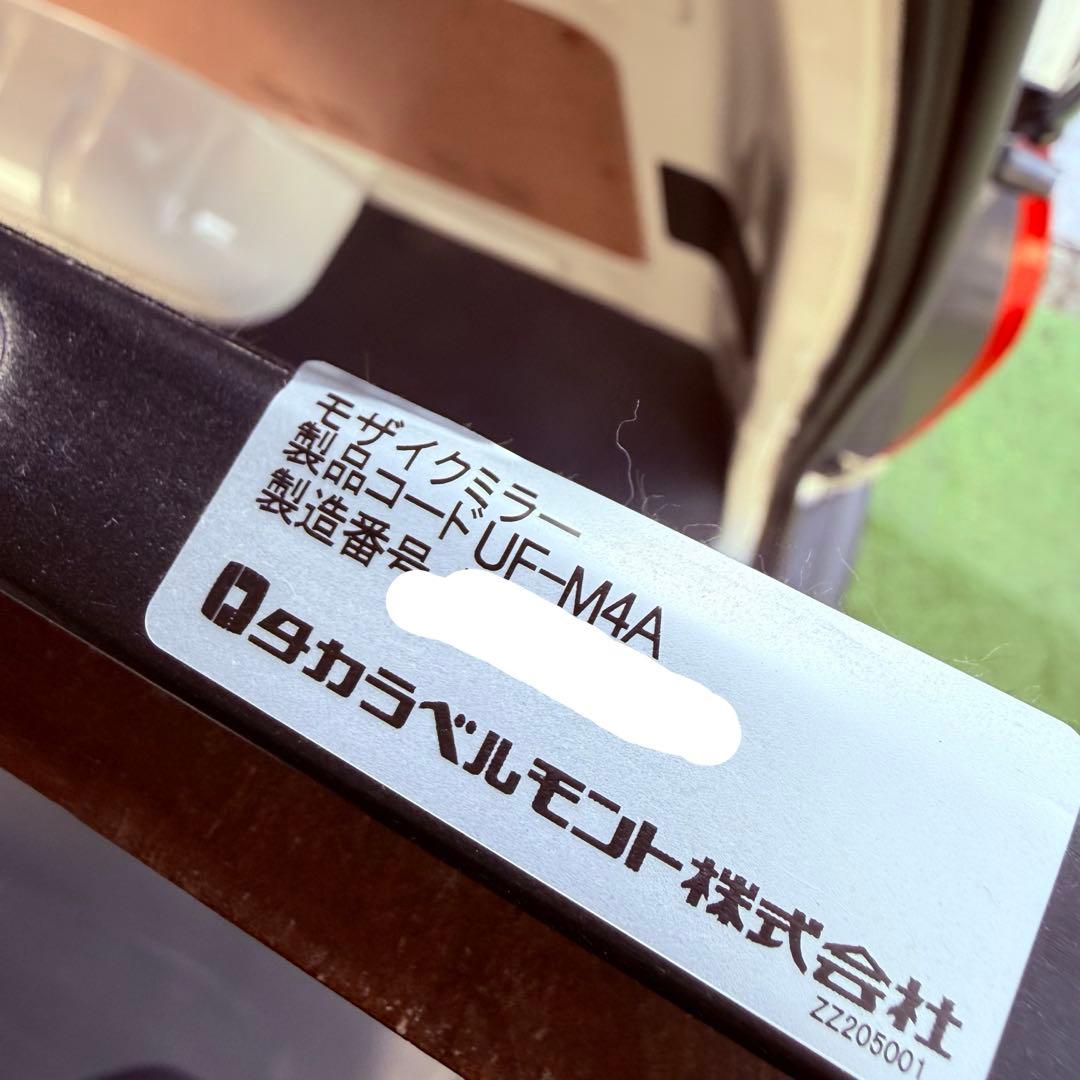 モザイクミラー
製品コード UF-M4A
製造番号
タカラベルモント株式会社
ZZ205001